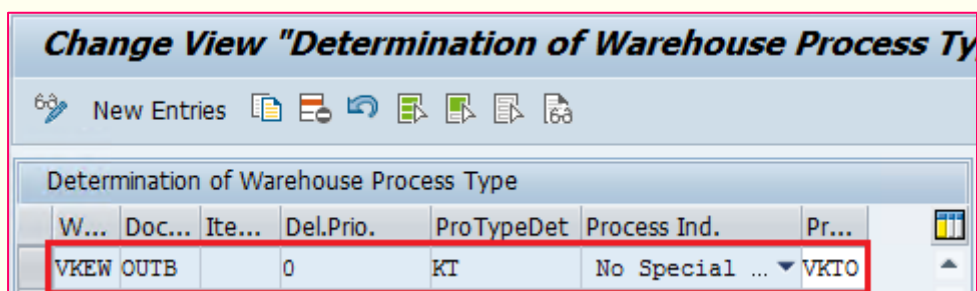 Change View "Determination of Warehouse Process Ty
New Entries
Determination of Warehouse Process Type
W... Doc... Ite... Del.Prio. ProTypeDet Process Ind. Pr...
VKEW OUTB 0 KT No Special ... VKTO